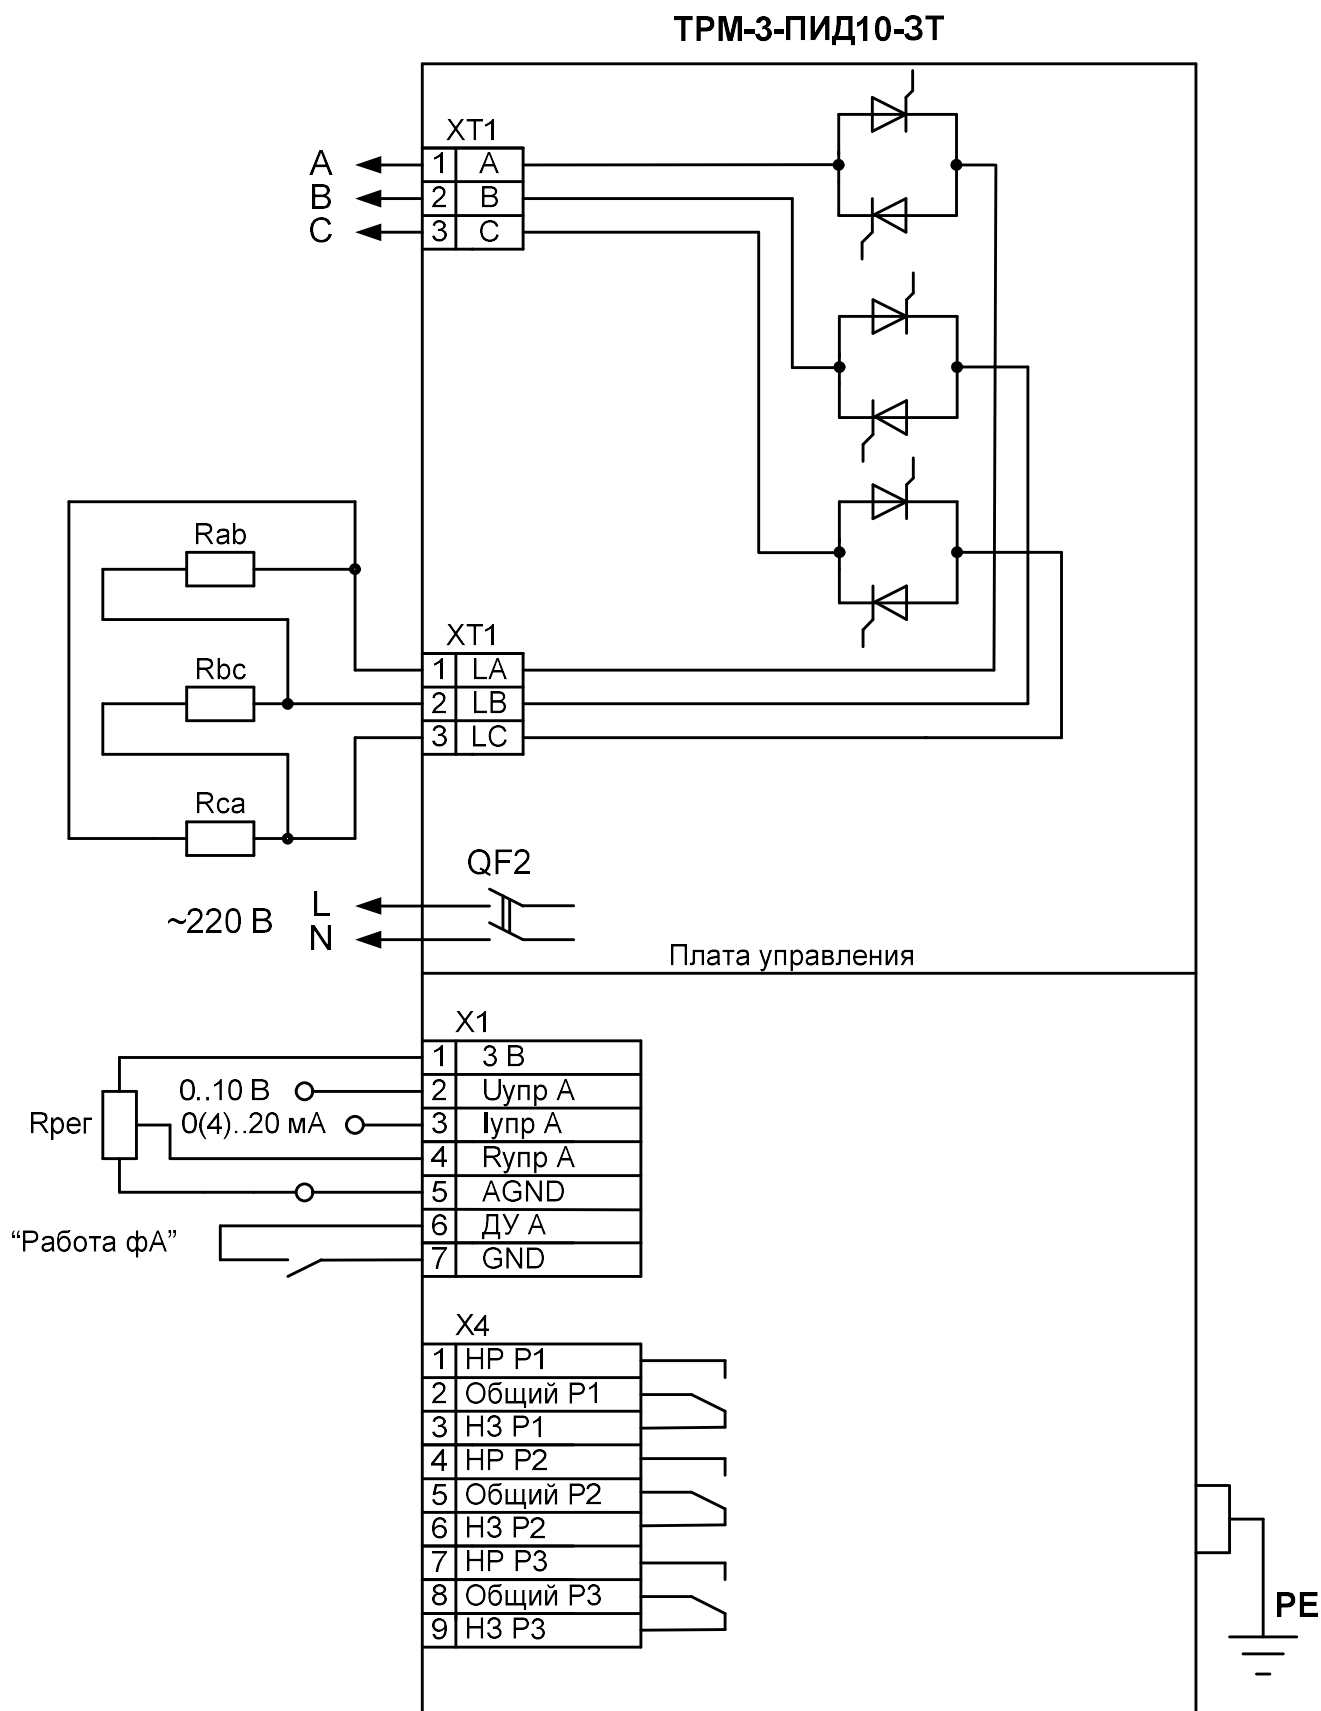 ТРМ-3-ПИД10-3Т
XT1
A 1 A
B 2 B
C 3 C
Rab
XT1
Rbc 1 LA
2 LB
3 LC
Rca
QF2
~220 В L
N
Плата управления
X1
1 3 В
0..10 В 2 Uупр А
Rрег 0(4)..20 мА 3 Iупр А
4 Rупр А
5 AGND
“Работа фА” 6 ДУ А
7 GND
X4
1 НР Р1
2 Общий Р1
3 НЗ Р1
4 НР Р2
5 Общий Р2
6 НЗ Р2
7 НР Р3
8 Общий Р3
9 НЗ Р3
PE